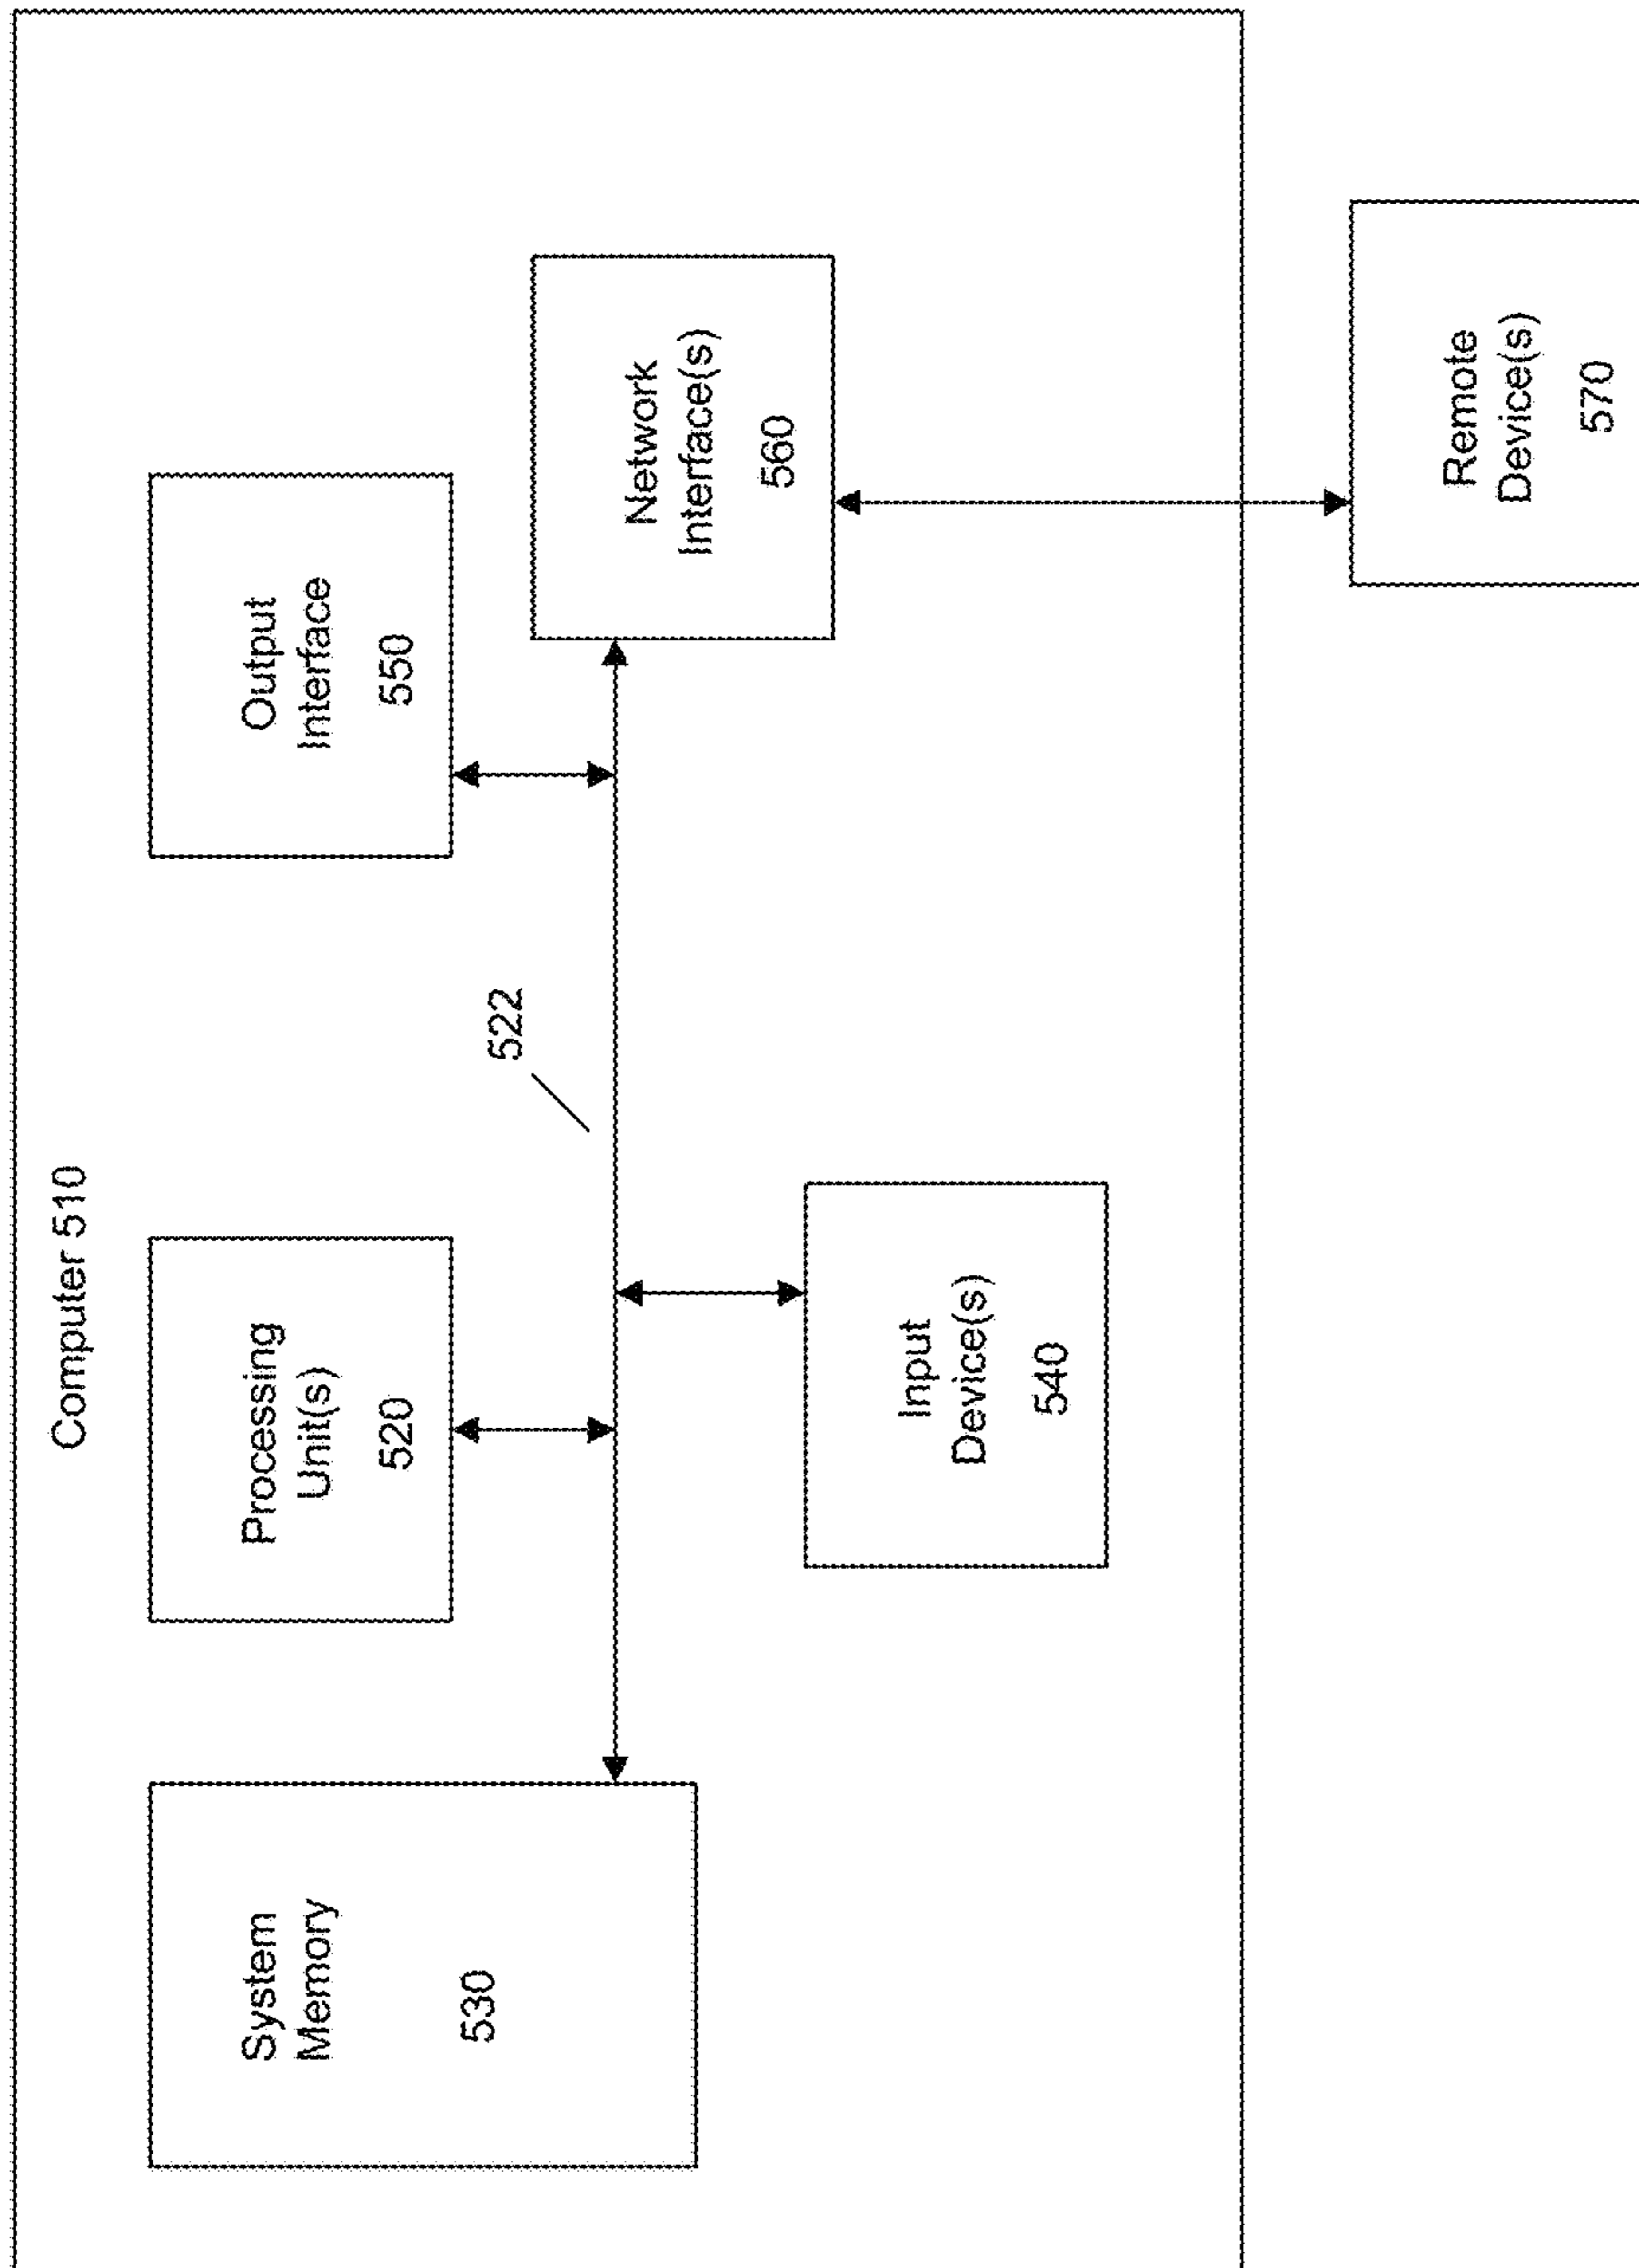 Computer 510
System
Memory
530
Processing
Unit(s)
520
Output
Interface
550
522
Network
Interface(s)
560
Input
Device(s)
540
Remote
Device(s)
570